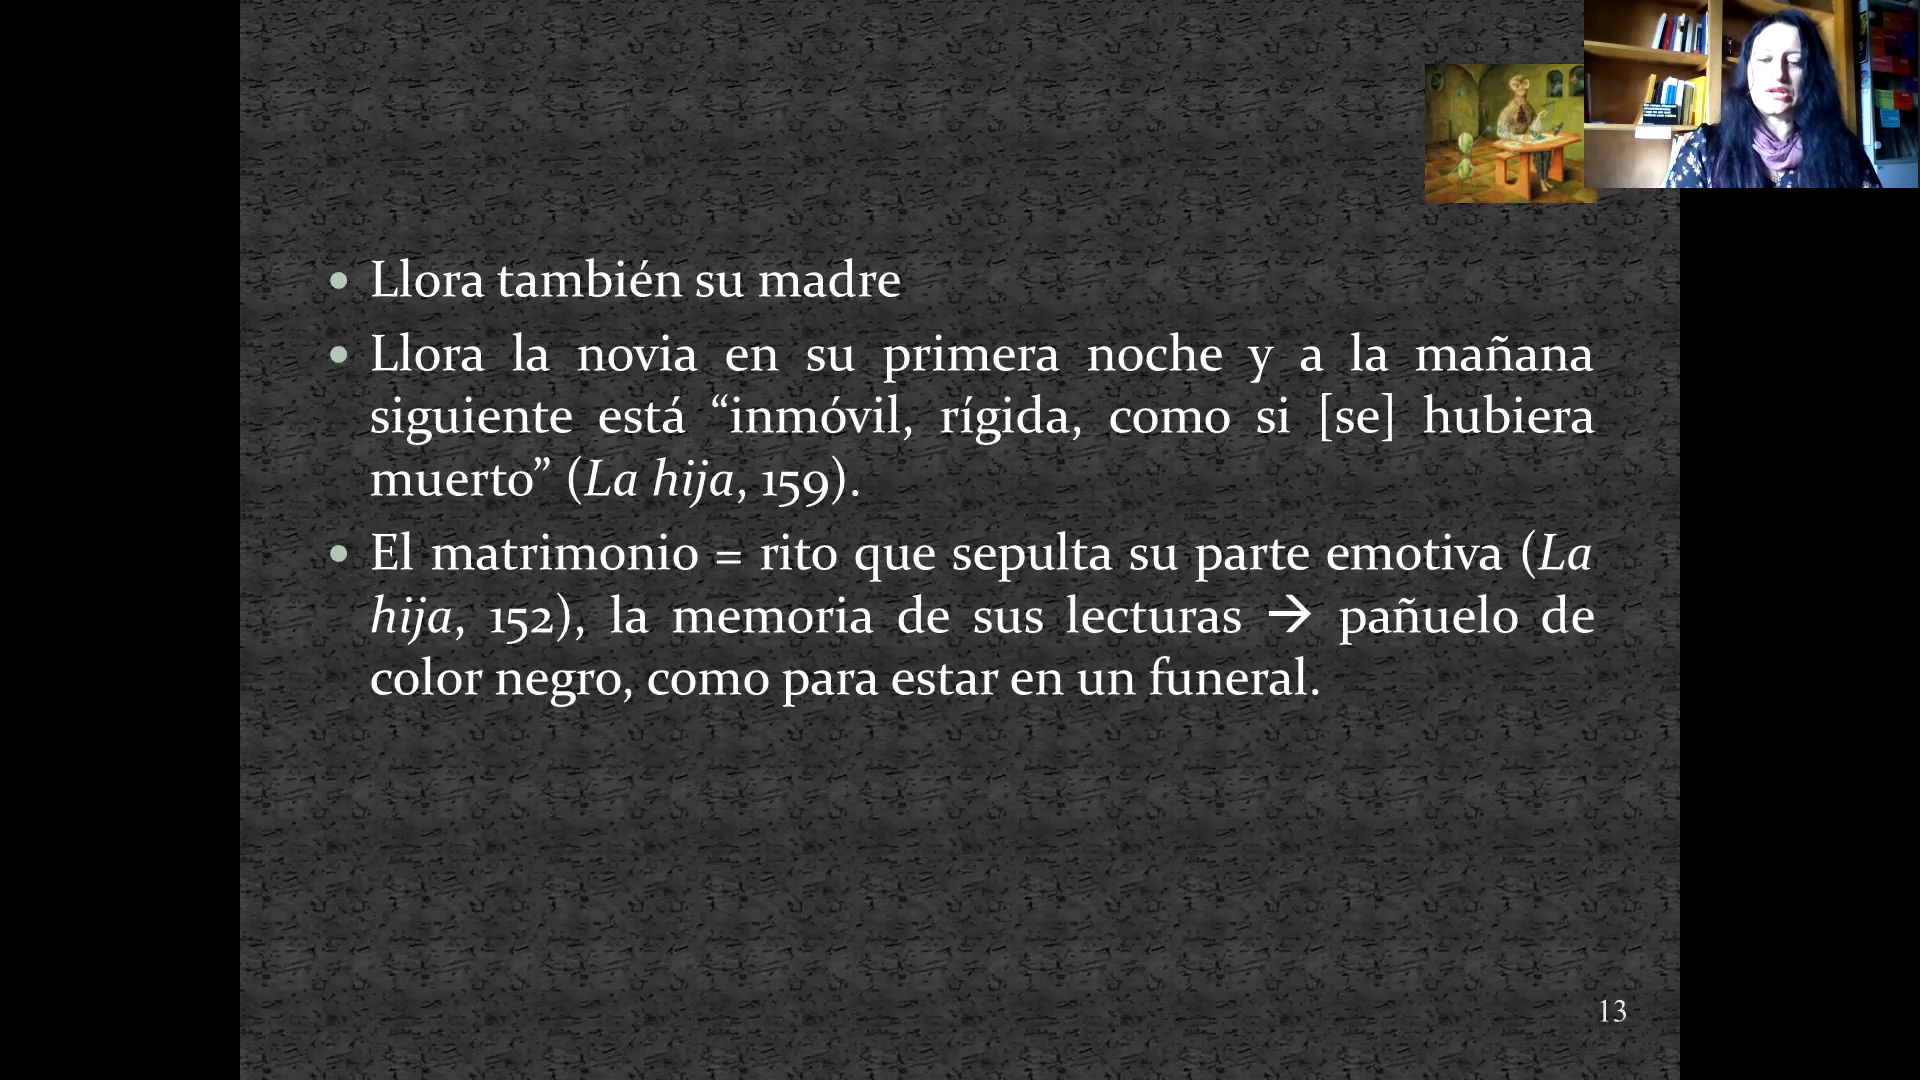 Llora también su madre
Llora la novia en su primera noche y a la mañana
siguiente está “inmóvil, rígida, como si [se] hubiera
muerto” (La hija, 159).
El matrimonio = rito que sepulta su parte emotiva (La
hija, 152), la memoria de sus lecturas → pañuelo de
color negro, como para estar en un funeral.
13